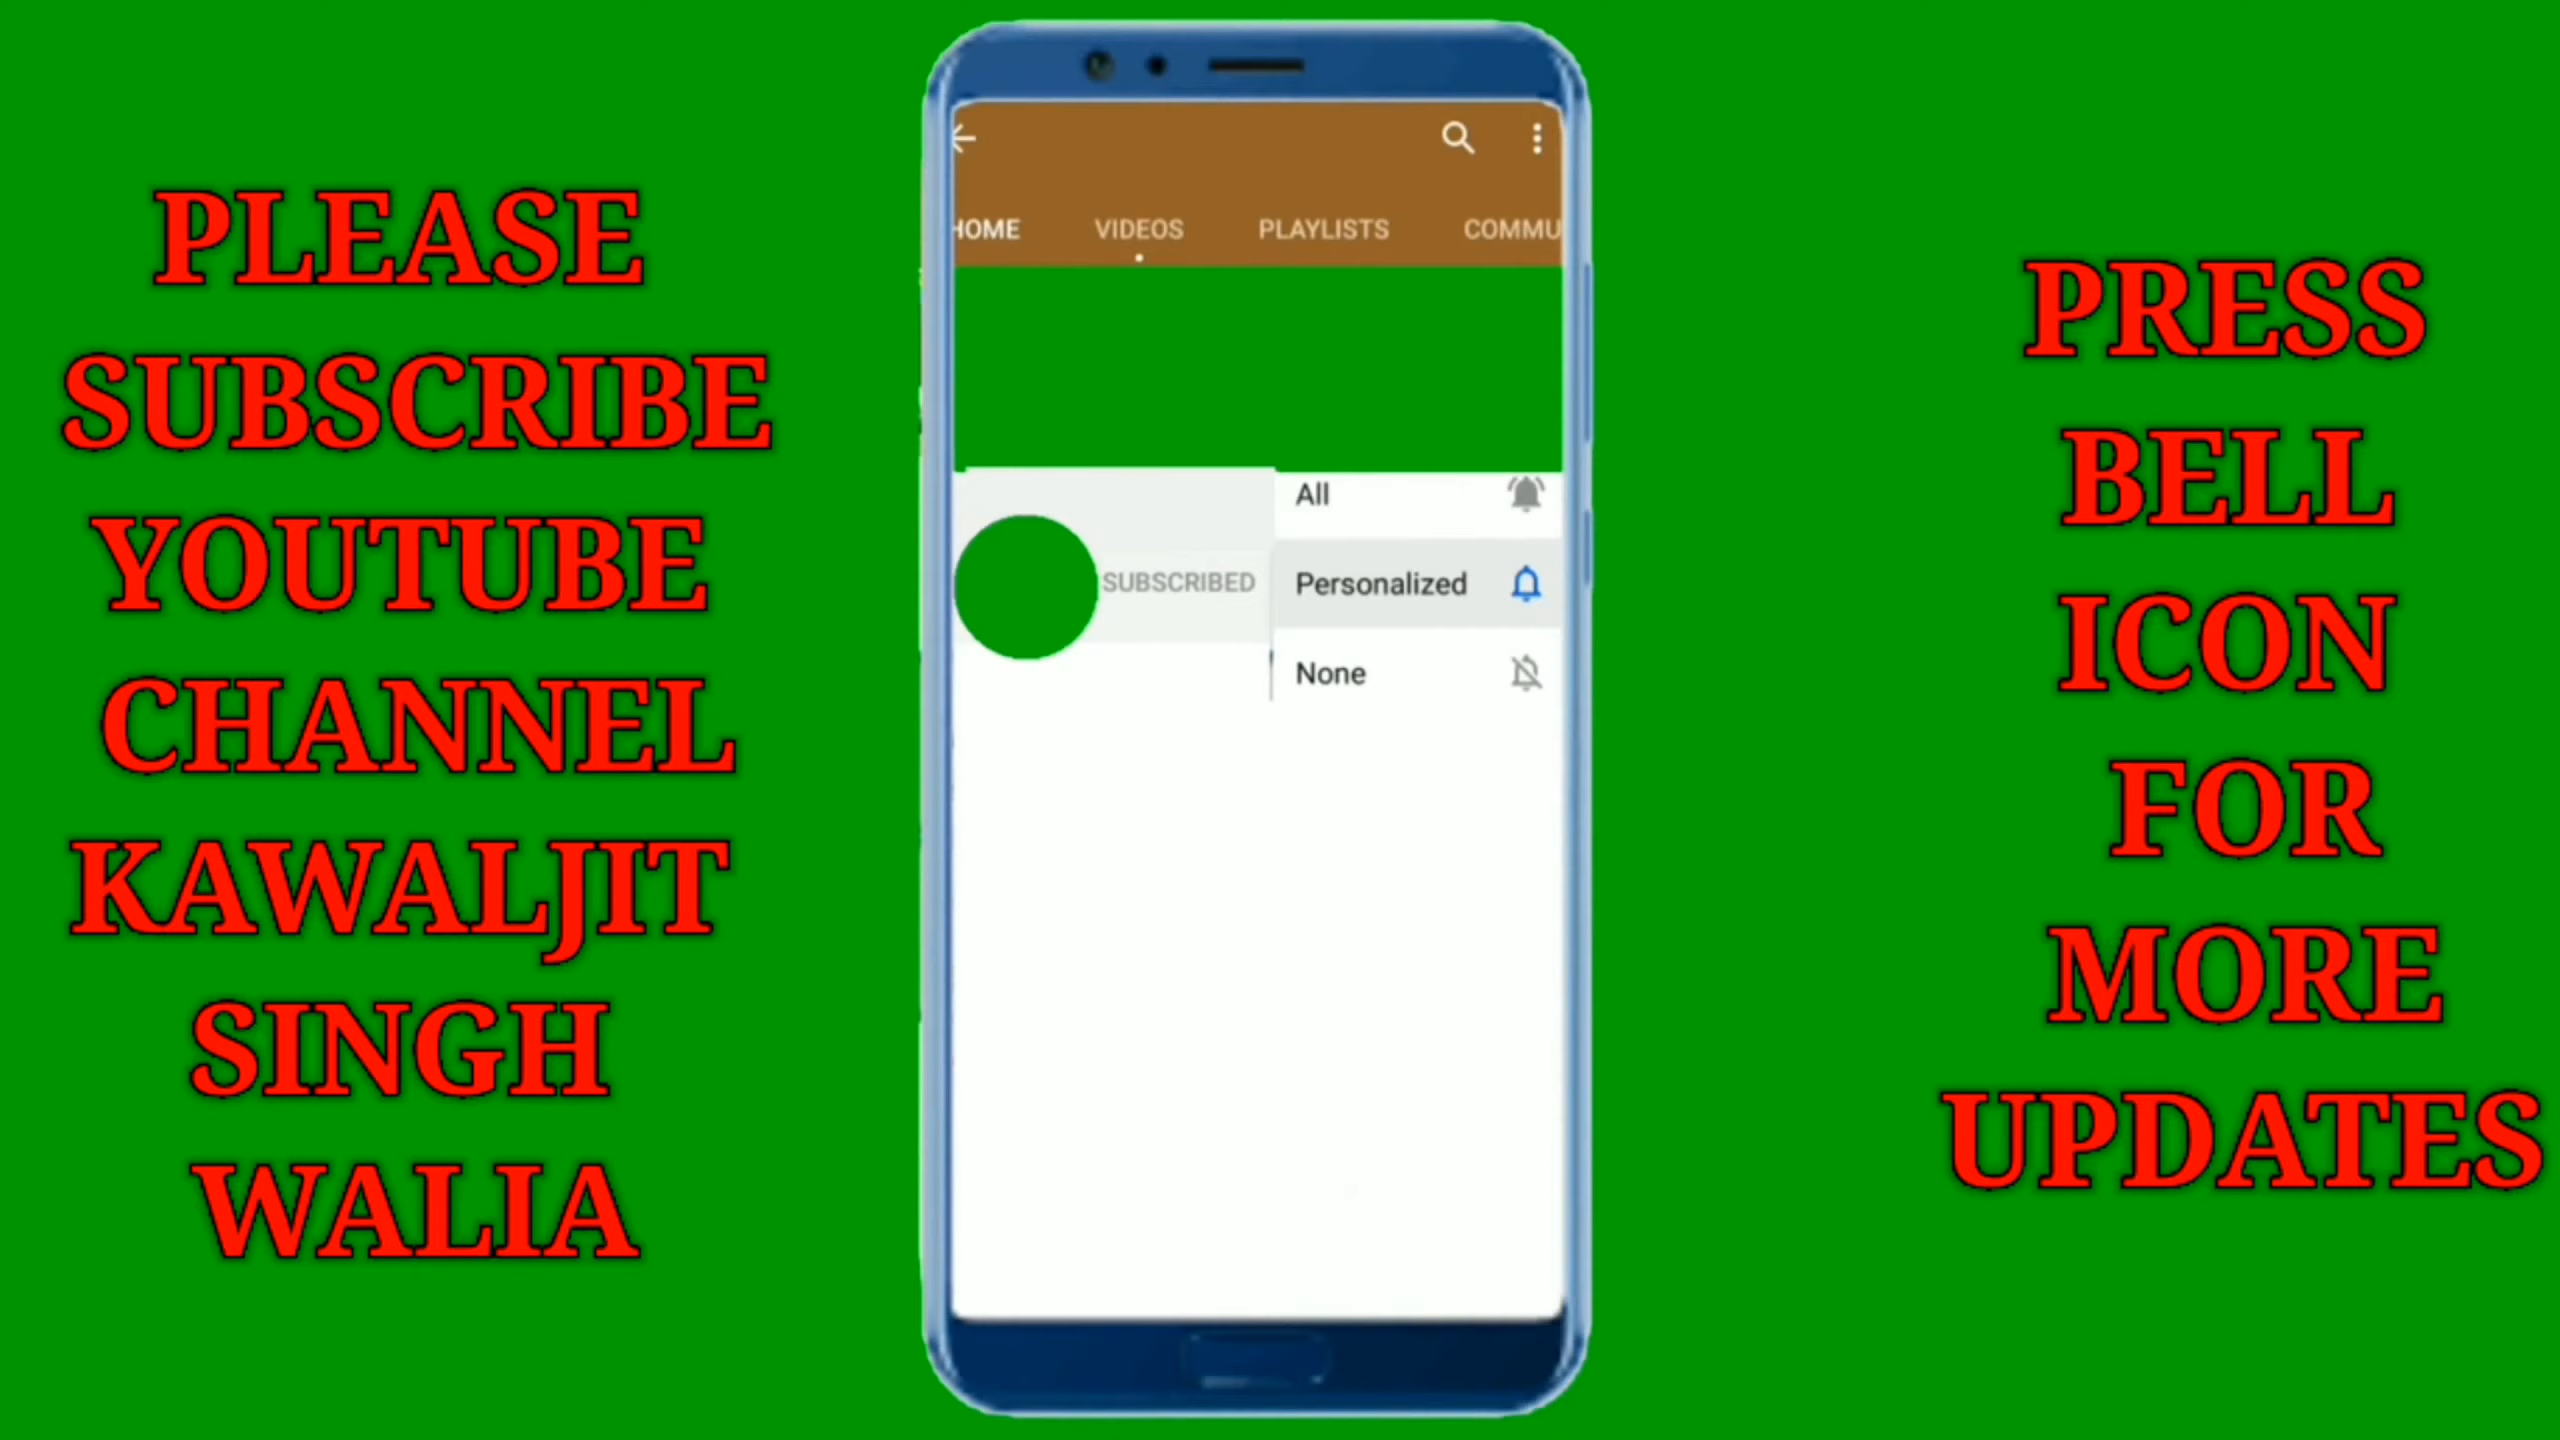 PLEASE
SUBSCRIBE
YOUTUBE
CHANNEL
KAWALJIT
SINGH
WALIA
HOME VIDEOS PLAYLISTS COMMU
All
SUBSCRIBED
Personalized
None
PRESS
BELL
ICON
FOR
MORE
UPDATES